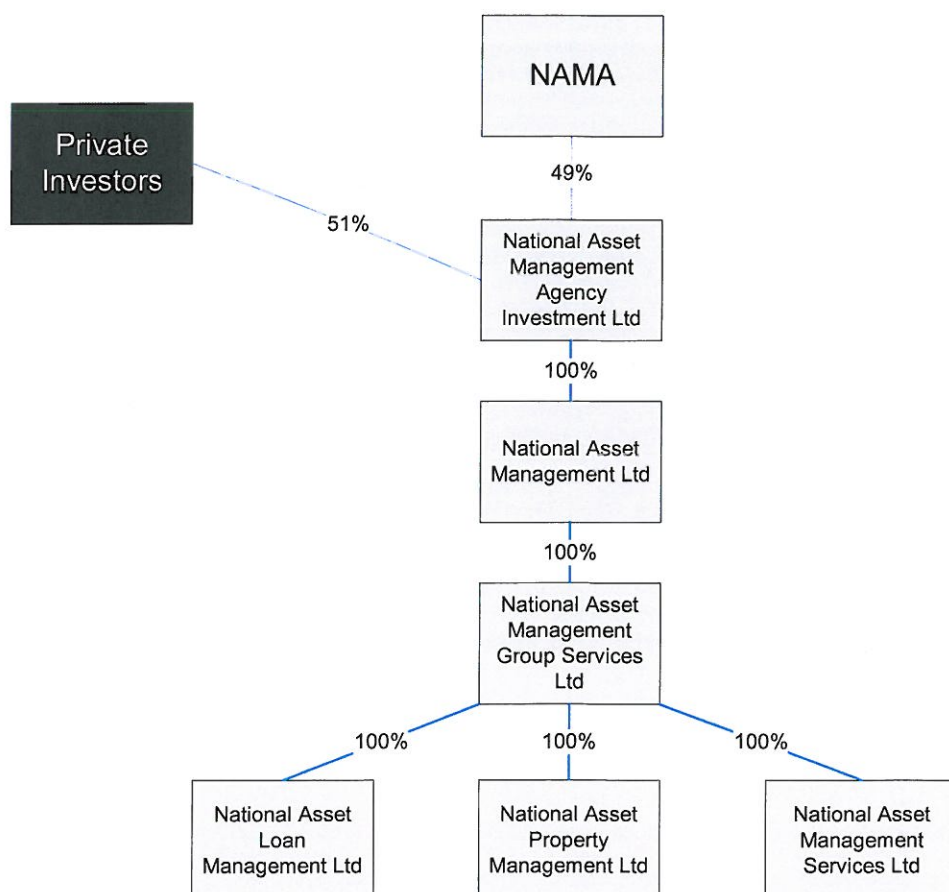 NAMA
Private
Investors
49%
51%
National Asset
Management
Agency
Investment Ltd
100%
National Asset
Management Ltd
100%
National Asset
Management
Group Services
Ltd
100%
100%
100%
National Asset
Loan
Management Ltd
National Asset
Property
Management Ltd
National Asset
Management
Services Ltd